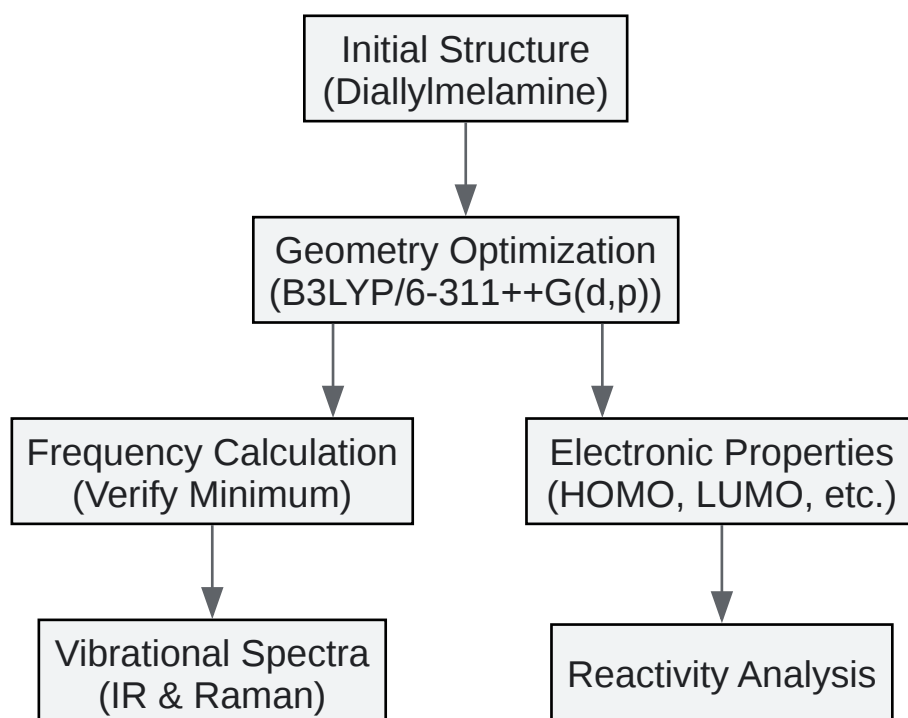 Initial Structure
(Diallylmelamine)
Geometry Optimization
(B3LYP/6-311++G(d,p))
Frequency Calculation
(Verify Minimum)
Electronic Properties
(HOMO, LUMO, etc.)
Vibrational Spectra
(IR & Raman)
Reactivity Analysis